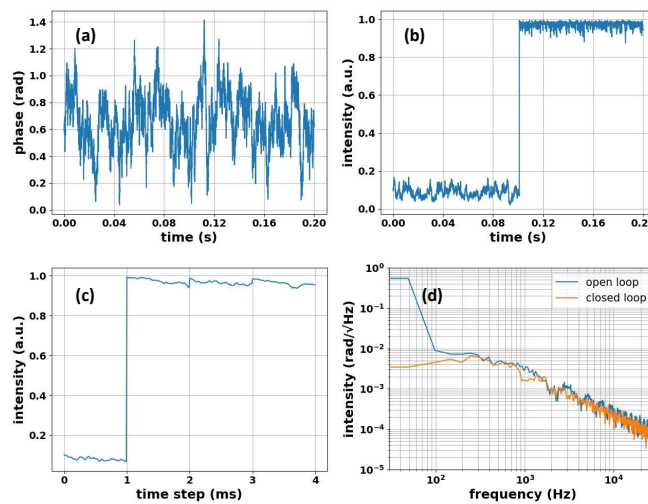 (a)
phase (rad)
1.4
1.2
1.0
0.8
0.6
0.4
0.2
0.0
0.00 0.04 0.08 0.12 0.16 0.20
time (s)
(b)
intensity (a.u.)
1.0
0.8
0.6
0.4
0.2
0.0
0.00 0.04 0.08 0.12 0.16 0.20
time (s)
(c)
intensity (a.u.)
1.0
0.8
0.6
0.4
0.2
0 1 2 3 4
time step (ms)
(d)
open loop
closed loop
intensity (rad/√Hz)
10⁰
10⁻¹
10⁻²
10⁻³
10⁻⁴
10⁻⁵
10² 10³ 10⁴
frequency (Hz)